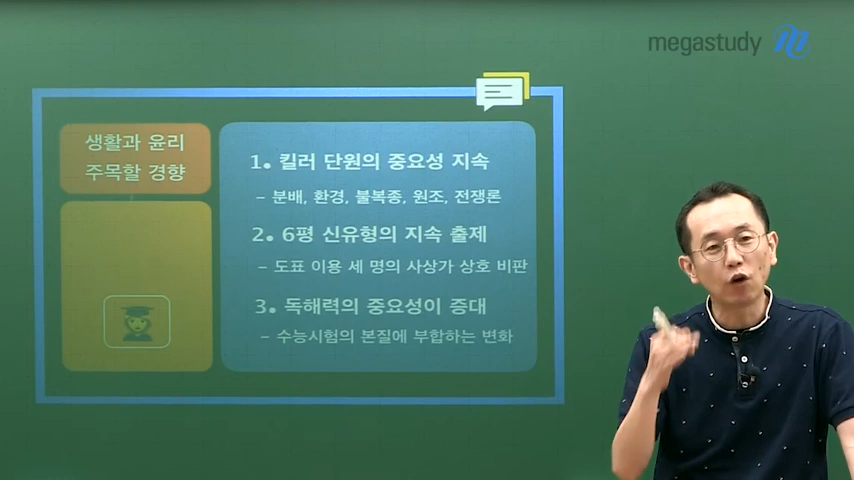 megastudy
생활과 윤리
주목할 경향
1. 킬러 단원의 중요성 지속
- 분배, 환경, 불복종, 원조, 전쟁론
2. 6평 신유형의 지속 출제
- 도표 이용 세 명의 사상가 상호 비판
3. 독해력의 중요성이 증대
- 수능시험의 본질에 부합하는 변화